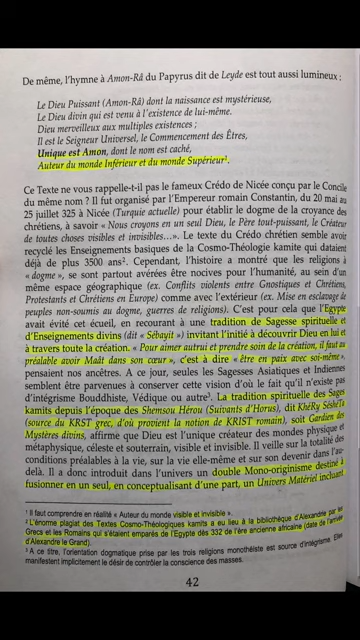 De même, l'hymne à Amon-Râ du Papyrus dit de Leyde est tout aussi lumineux :
Le Dieu Puissant (Amon-Râ) dont la naissance est mystérieuse,
Le Dieu divin qui est venu à l'existence de lui-même.
Dieu merveilleux aux multiples existences ;
Il est le Seigneur Universel, le Commencement des Êtres,
Unique est Amon, dont le nom est caché,
Auteur du monde Inférieur et du monde Supérieur¹.
Ce Texte ne vous rappelle-t-il pas le fameux Crédo de Nicée conçu par le Concile
du même nom ? Il fut organisé par l'Empereur romain Constantin, du 20 mai au
25 juillet 325 à Nicée (Turquie actuelle) pour établir le dogme de la croyance des
chrétiens, à savoir « Nous croyons en un seul Dieu, le Père tout-puissant, le Créateur
de toutes choses visibles et invisibles…». Le texte du Crédo chrétien semble avoir
recyclé les Enseignements basiques de la Cosmo-Théologie kamite qui dataient
déjà de plus 3500 ans². Cependant, l'histoire a montré que les religions à
« dogme », se sont partout avérées être nocives pour l'humanité, au sein d'un
même espace géographique (ex. Conflits violents entre Gnostiques et Chrétiens,
Protestants et Chrétiens en Europe) comme avec l'extérieur (ex. Mise en esclavage de
peuples non-soumis au dogme, guerres de religions). C'est pour cela que l'Egypte
avait évité cet écueil, en recourant à une tradition de Sagesse spirituelle et
d'Enseignements divins (dit « Sebayit ») invitant l'initié à découvrir Dieu en lui et
à travers toute la création. « Pour aimer autrui et prendre soin de la création, il faut au
préalable avoir Maât dans son cœur », c'est à dire « être en paix avec soi-même »,
pensaient nos ancêtres. A ce jour, seules les Sagesses Asiatiques et Indiennes
semblent être parvenues à conserver cette vision d'où le fait qu'il n'existe pas
d'intégrisme Bouddhiste, Védique ou autre³. La tradition spirituelle des Sages
kamits depuis l'époque des Shemsou Hérou (Suivants d'Horus), dit KhéRy SéshéTa
(source du KRST grec, d'où provient la notion de KRIST romain), soit Gardien des
Mystères divins, affirme que Dieu est l'unique créateur des mondes physique et
métaphysique, céleste et souterrain, visible et invisible. Il veille sur la totalité des
conditions préalables à la vie, sur la vie elle-même et sur son devenir dans l'au-
delà. Il a donc introduit dans l'univers un double Mono-originisme destiné à
fusionner en un seul, en conceptualisant d'une part, un Univers Matériel incluant
¹ Il faut comprendre en réalité « Auteur du monde visible et invisible ».
² L'énorme plagiat des Textes Cosmo-Théologiques kamits a eu lieu à la bibliothèque d'Alexandrie par les
Grecs et les Romains qui s'étaient emparés de l'Egypte dès 332 de l'ère ancienne africaine (date de l'arrivée
d'Alexandre le Grand).
³ A ce titre, l'orientation dogmatique prise par les trois religions monothéiste est source d'intégrisme. Elles
manifestent implicitement le désir de contrôler la conscience des masses.
42